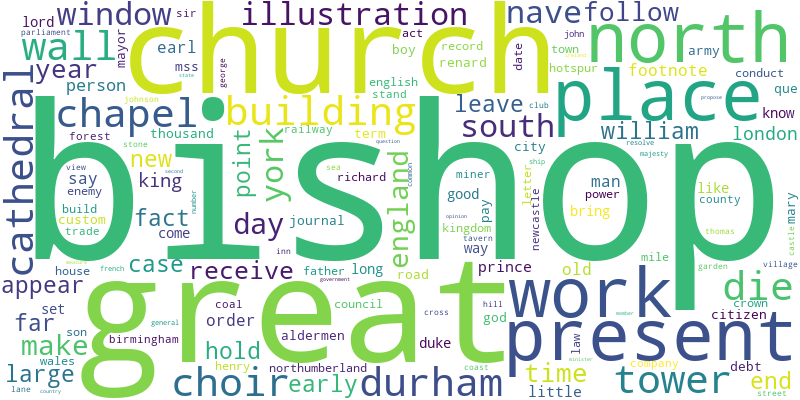 window sir illustration nave follow
lord mayor church act boy record john town army north
parliament
wall earl george renard date hotspur
year mss english footnote conduct
person stand place que
cathedral johnson
chapel building leave club propose know
forest thousand railway south william london
stone term city resolve
new point york question majesty
view say king bishop sea miner letter ship man like
enemy second richard good power county mary
build fact day england common pay newcastle bring
custom number journal kingdom thomas castle
trade come opinion way
inn tavern
house case receive father long prince old mile garden village
french road
appear great government work die
set coal council cross hill god law crown
far son order citizen
general birmingham aldermen duke present
make hold member minister
wales henry northumberland coast time company debt end
large choir early durham little tower
lane country street